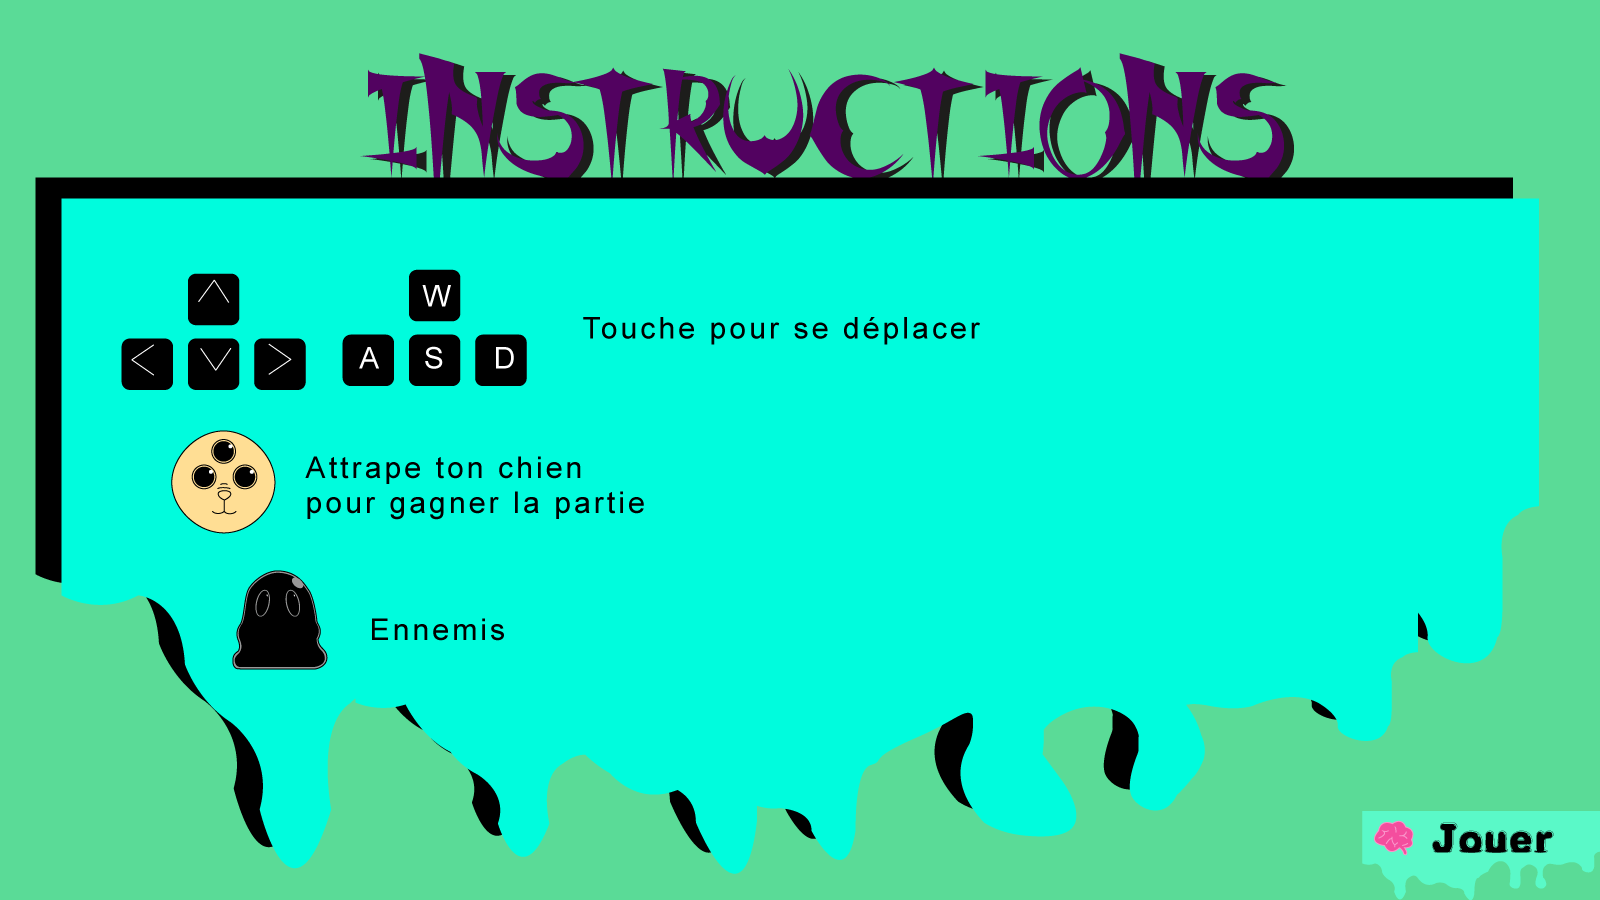 INSTRUCTIONS
W
A S D
Touche pour se déplacer
Attrape ton chien
pour gagner la partie
Ennemis
Jouer